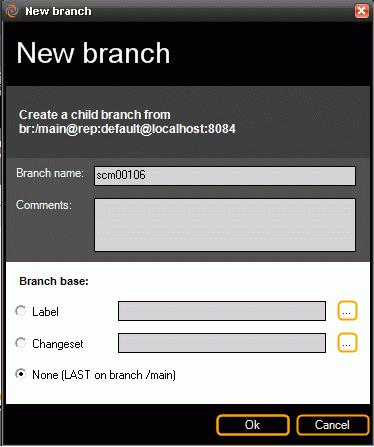 New branch
New branch
Create a child branch from
br:/main@rep:default@localhost:8084
Branch name: scm00106
Comments:
Branch base:
Label ...
Changeset ...
None (LAST on branch /main)
Ok Cancel